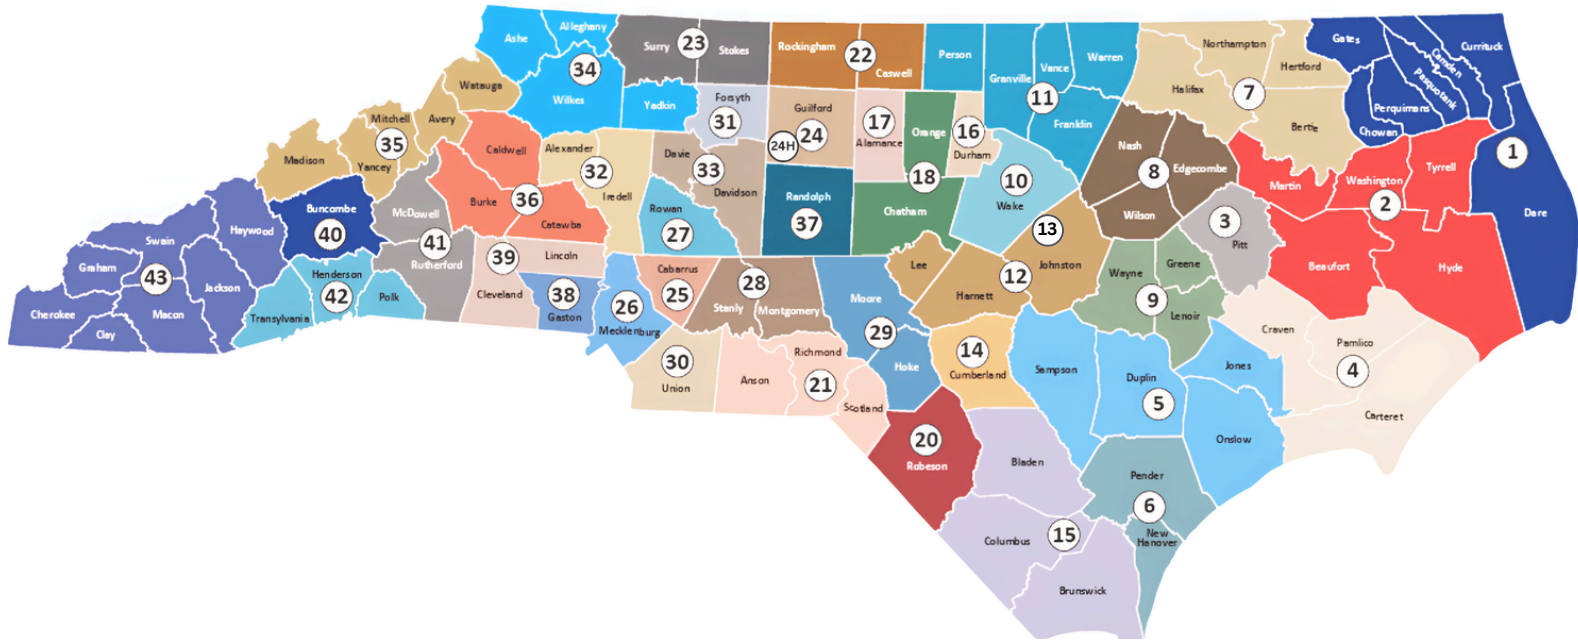 Ashe
Alleghany
34
Wilkes
Yadkin
Surry
23
Stokes
Rockingham
22
Caswell
Person
Granville
Vance
Warren
11
Franklin
Northampton
Hertford
Halifax
7
Bertie
Gates
Currituck
Camden
Pasquotank
Perquimans
Chowan
1
Dare
Watauga
Mitchell
Avery
35
Madison
Yancey
Caldwell
Burke
36
Catawba
Alexander
32
Iredell
Forsyth
31
Davie
33
Davidson
Rowan
27
Guilford
24H
24
Randolph
37
17
Alamance
Orange
18
Chatham
16
Durham
10
Wake
Nash
8
Edgecombe
Wilson
Martin
Washington
2
Tyrrell
Beaufort
Hyde
3
Pitt
Buncombe
40
McDowell
41
Rutherford
Haywood
Swain
Graham
43
Jackson
Cherokee
Macon
Clay
Henderson
42
Transylvania
Polk
39
Lincoln
Cleveland
38
Gaston
26
Mecklenburg
Cabarrus
25
28
Stanly
Montgomery
30
Union
Anson
Richmond
21
Scotland
Moore
29
Hoke
Lee
Harnett
12
13
Johnston
14
Cumberland
Wayne
Greene
9
Lenoir
Craven
Pamlico
4
Carteret
Jones
Sampson
Duplin
5
Onslow
20
Robeson
Bladen
Columbus
15
Brunswick
Pender
6
New
Hanover